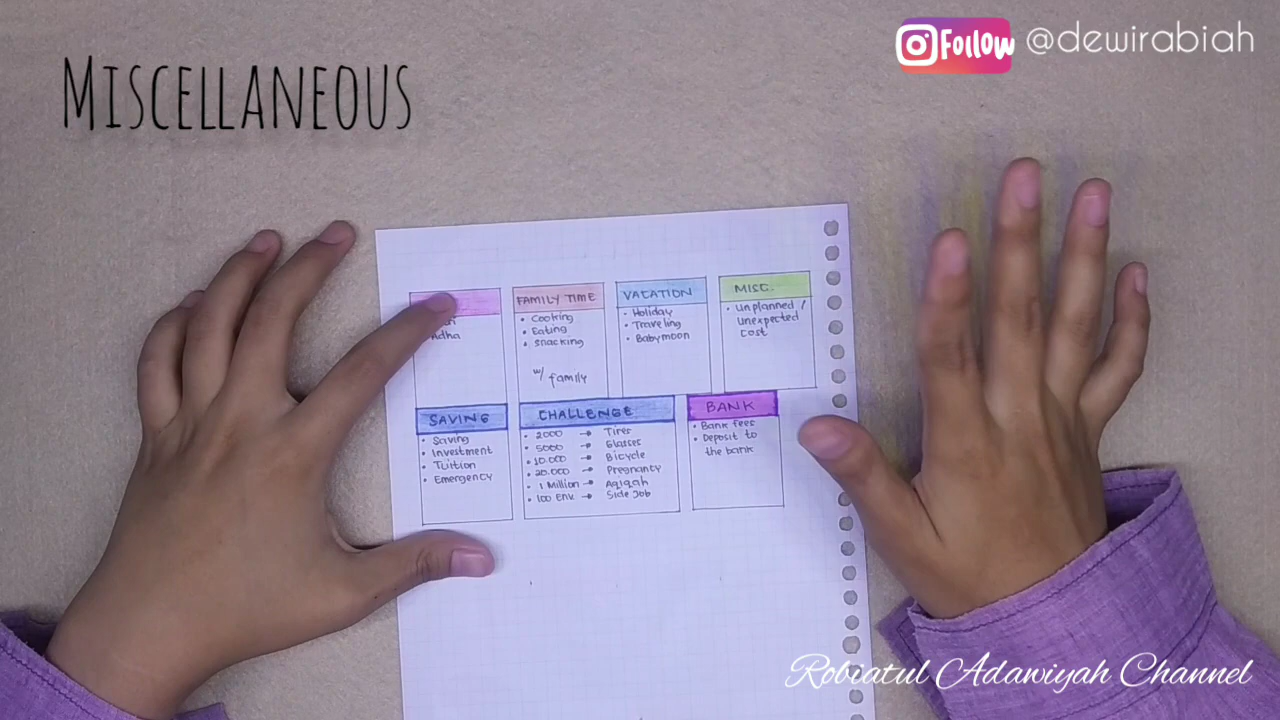 Follow @dewirabiah
MISCELLANEOUS
FAMILY TIME
• Cooking
• Eating
• Snacking
w/ family
VACATION
• Holiday
• Traveling
• Babymoon
MISC.
• Unplanned /
unexpected
cost
Adha
SAVING
• Saving
• Investment
• Tuition
• Emergency
CHALLENGE
• 2000 → Tires
• 5000 → Glasses
• 10.000 → Bicycle
• 20.000 → Pregnancy
• 1 Million → Aqiqah
• 100 Env. → Side Job
BANK
• Bank fees
• Deposit to
the bank
Robiatul Adawiyah Channel